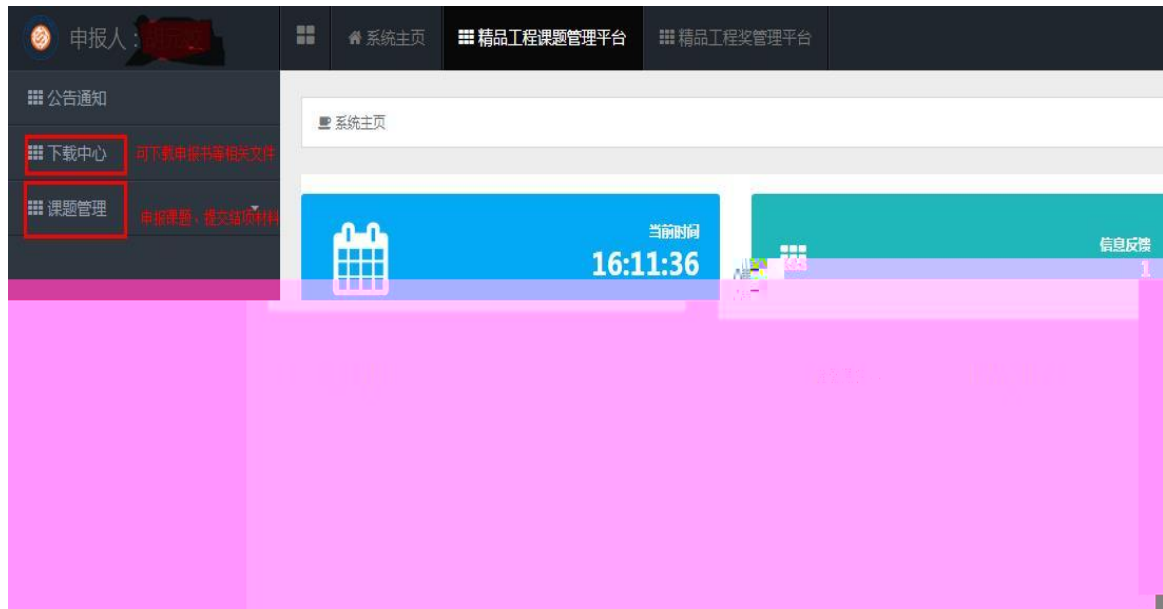 申报人：
系统主页
精品工程课题管理平台
精品工程奖管理平台
公告通知
系统主页
下载中心 可下载申报书等相关文件
课题管理 申报课题、提交结项材料
当前时间
16:11:36
信息反馈
1